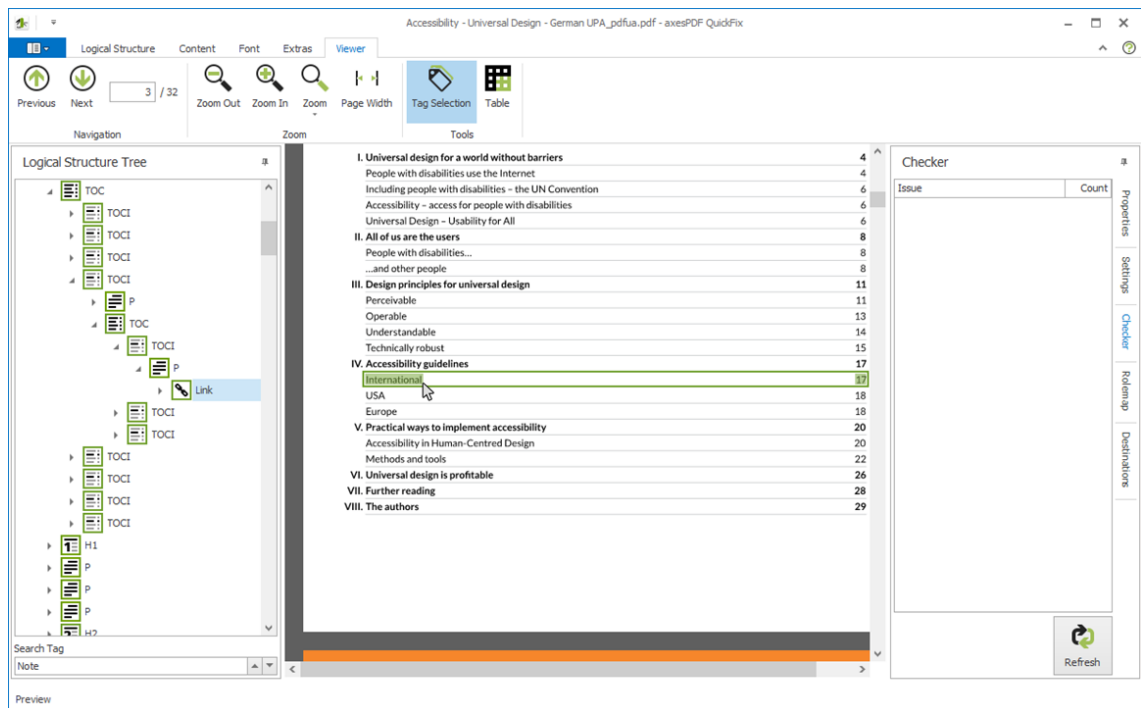 Accessibility - Universal Design - German UPA_pdfua.pdf - axesPDF QuickFix
Logical Structure Content Font Extras Viewer
3 / 32
Previous Next Zoom Out Zoom In Zoom Page Width Tag Selection Table
Navigation Zoom Tools
Logical Structure Tree
TOC
TOCI
TOCI
TOCI
TOCI
P
TOC
TOCI
P
Link
TOCI
TOCI
TOCI
TOCI
TOCI
TOCI
H1
P
P
P
H2
Search Tag
Note
I. Universal design for a world without barriers 4
People with disabilities use the Internet 4
Including people with disabilities – the UN Convention 6
Accessibility – access for people with disabilities 6
Universal Design – Usability for All 6
II. All of us are the users 8
People with disabilities... 8
...and other people 8
III. Design principles for universal design 11
Perceivable 11
Operable 13
Understandable 14
Technically robust 15
IV. Accessibility guidelines 17
International 17
USA 18
Europe 18
V. Practical ways to implement accessibility 20
Accessibility in Human-Centred Design 20
Methods and tools 22
VI. Universal design is profitable 26
VII. Further reading 28
VIII. The authors 29
Checker
Issue Count
Refresh
Properties
Settings
Checker
Rolemap
Destinations
Preview